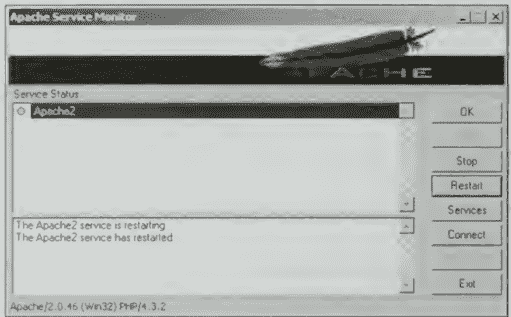 Apache Service Monitor
APACHE
Service Status
Apache2
OK
Stop
Restart
Services
Connect
Exit
The Apache2 service is restarting
The Apache2 service has restarted
Apache/2.0.46 (Win32) PHP/4.3.2